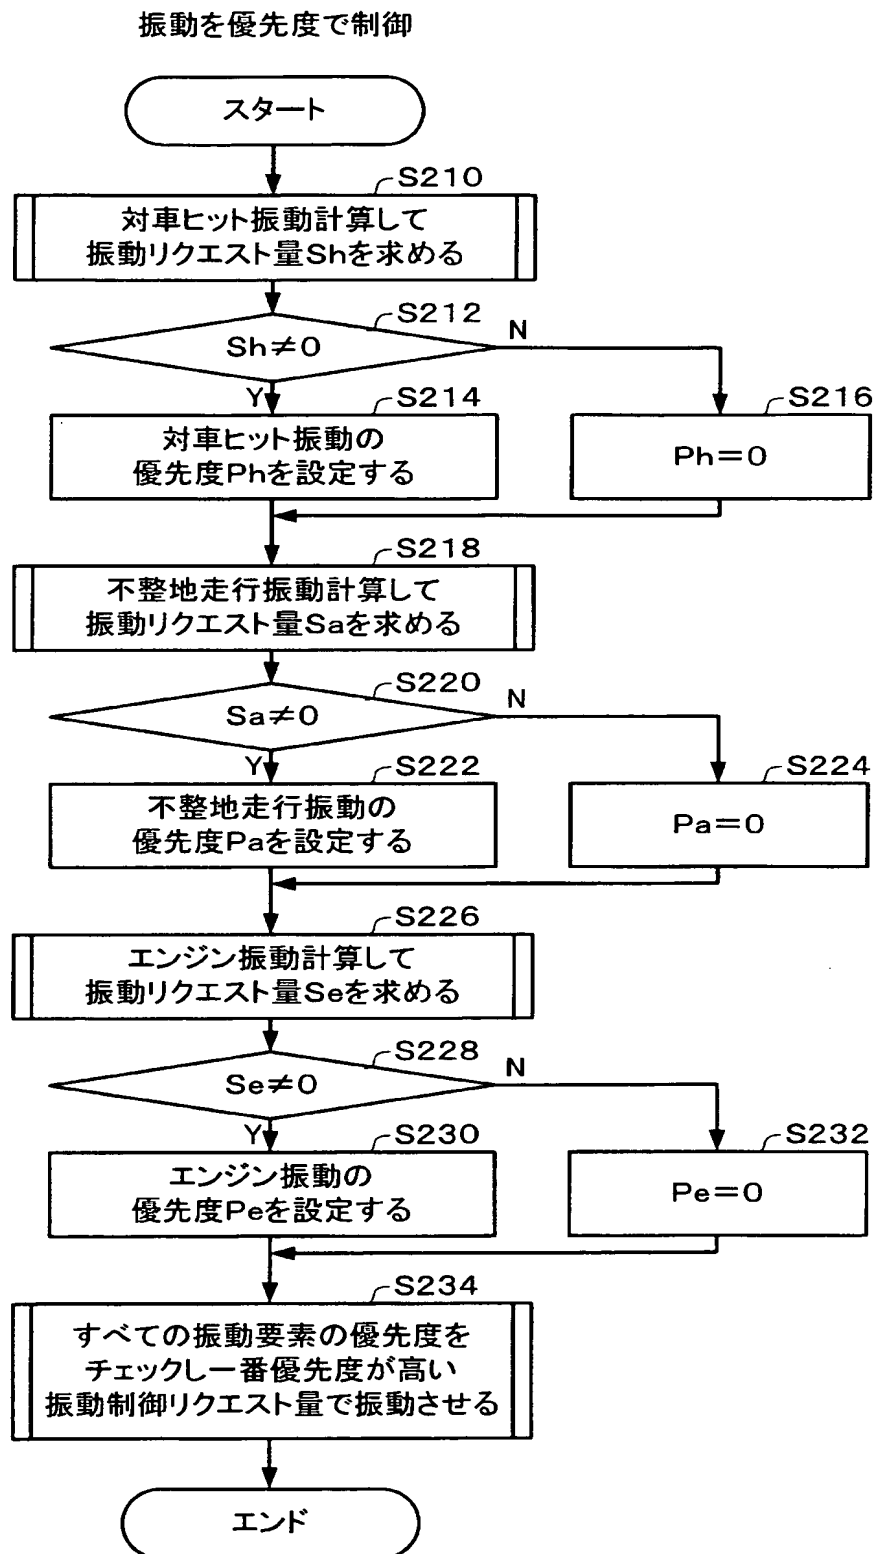 振動を優先度で制御
スタート
S210
対車ヒット振動計算して
振動リクエスト量Shを求める
S212
Sh≠0
N
Y
S214
対車ヒット振動の
優先度Phを設定する
S216
Ph=0
S218
不整地走行振動計算して
振動リクエスト量Saを求める
S220
Sa≠0
N
Y
S222
不整地走行振動の
優先度Paを設定する
S224
Pa=0
S226
エンジン振動計算して
振動リクエスト量Seを求める
S228
Se≠0
N
Y
S230
エンジン振動の
優先度Peを設定する
S232
Pe=0
S234
すべての振動要素の優先度を
チェックし一番優先度が高い
振動制御リクエスト量で振動させる
エンド